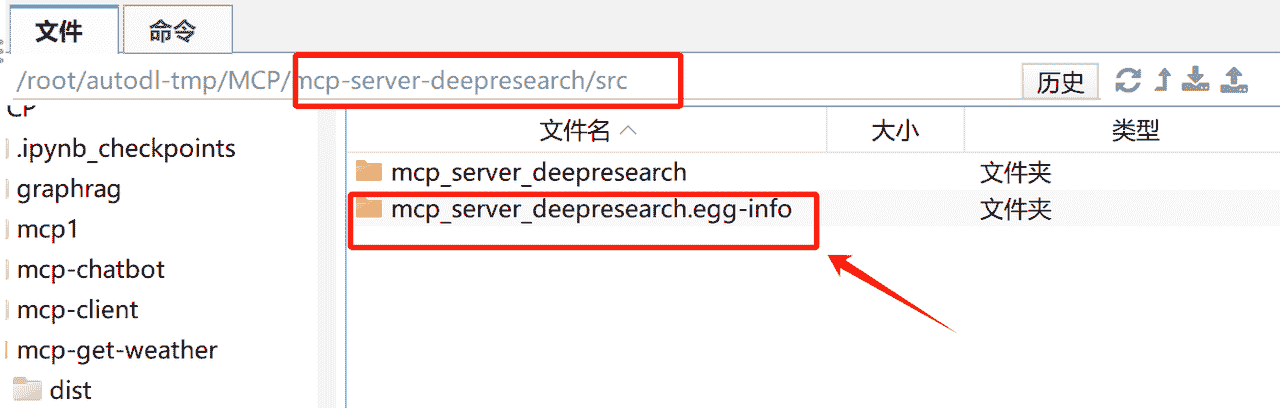 文件 命令
/root/autodl-tmp/MCP/mcp-server-deepresearch/src 历史
CP
.ipynb_checkpoints
graphrag
mcp1
mcp-chatbot
mcp-client
mcp-get-weather
dist
文件名 大小 类型
mcp_server_deepresearch 文件夹
mcp_server_deepresearch.egg-info 文件夹